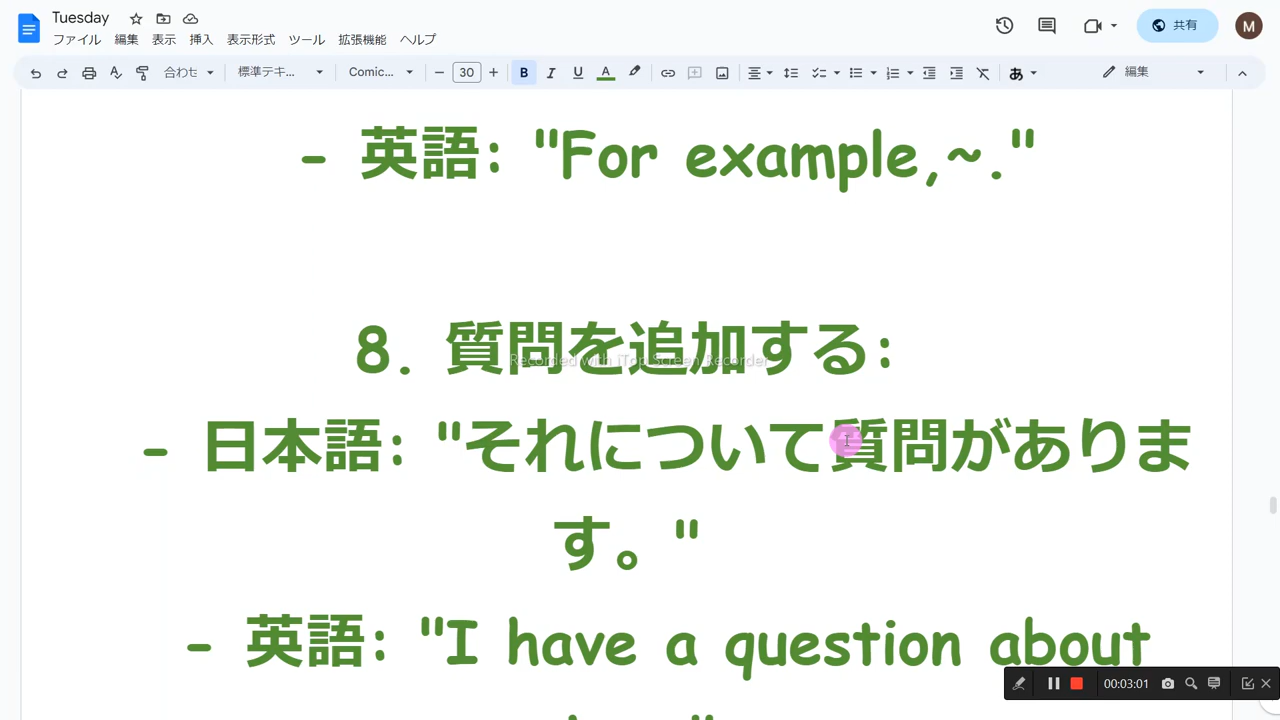 Tuesday
共有
M
ファイル 編集 表示 挿入 表示形式 ツール 拡張機能 ヘルプ
合わせ 標準テキ... Comic... 30 B I U A あ 編集
- 英語: "For example,~."
8. 質問を追加する:
Recorded with iTop Screen Recorder
- 日本語: "それについて質問がありま
す。"
- 英語: "I have a question about
00:03:01